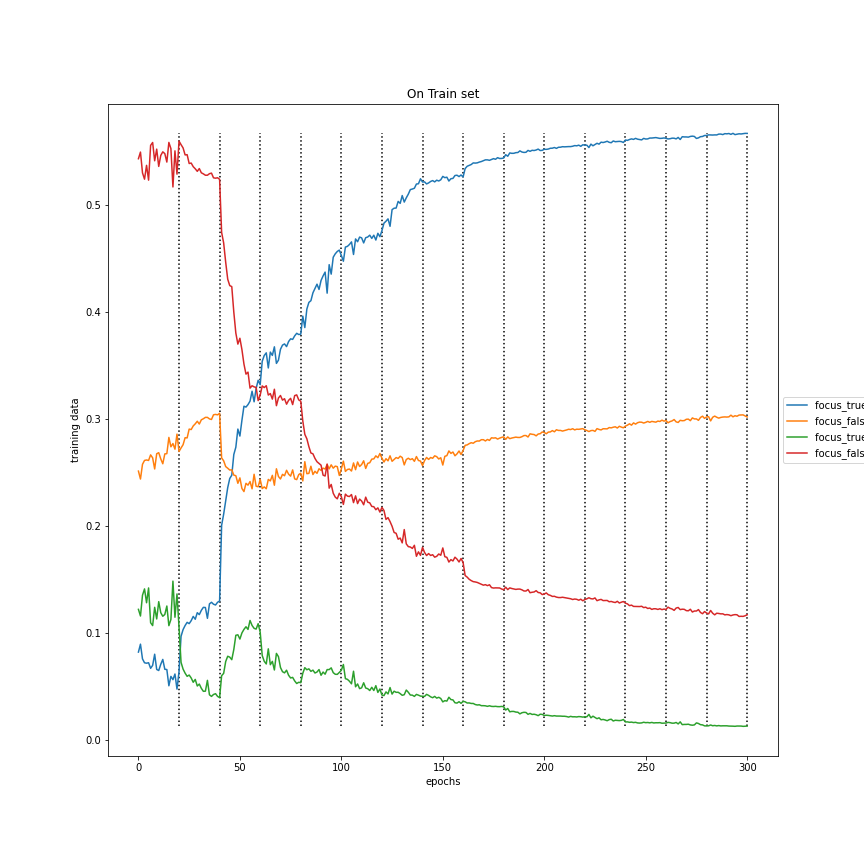 On Train set
training data
0.5
0.4
0.3
0.2
0.1
0.0
0
50
100
150
200
250
300
epochs
focus_true
focus_fals
focus_true
focus_fals